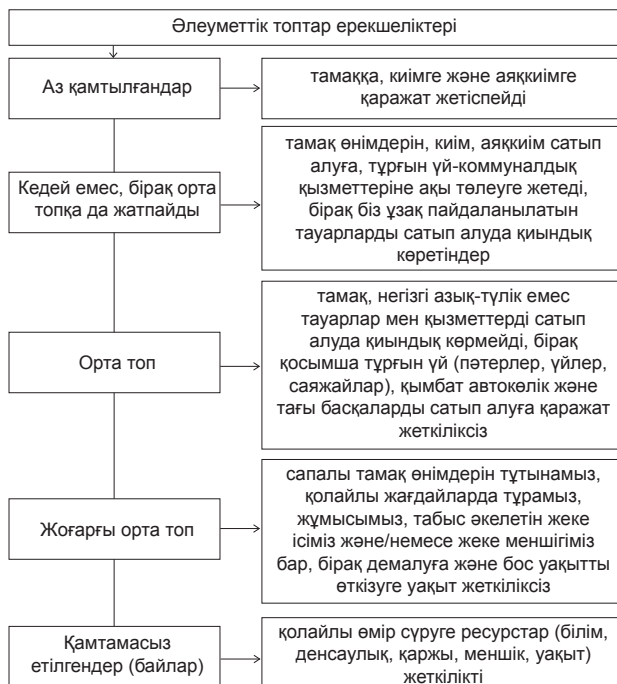 Әлеуметтік топтар ерекшеліктері
Аз қамтылғандар
тамаққа, киімге және аяқкиімге
қаражат жетіспейді
Кедей емес, бірақ орта
топқа да жатпайды
тамақ өнімдерін, киім, аяқкиім сатып
алуға, тұрғын үй-коммуналдық
қызметтеріне ақы төлеуге жетеді,
бірақ біз ұзақ пайдаланылатын
тауарларды сатып алуда қиындық
көретіндер
Орта топ
тамақ, негізгі азық-түлік емес
тауарлар мен қызметтерді сатып
алуда қиындық көрмейді, бірақ
қосымша тұрғын үй (пәтерлер, үйлер,
саяжайлар), қымбат автокөлік және
тағы басқаларды сатып алуға қаражат
жеткіліксіз
Жоғарғы орта топ
сапалы тамақ өнімдерін тұтынамыз,
қолайлы жағдайларда тұрамыз,
жұмысымыз, табыс әкелетін жеке
ісіміз және/немесе жеке меншігіміз
бар, бірақ демалуға және бос уақытты
өткізуге уақыт жеткіліксіз
Қамтамасыз
етілгендер (байлар)
қолайлы өмір сүруге ресурстар (білім,
денсаулық, қаржы, меншік, уақыт)
жеткілікті